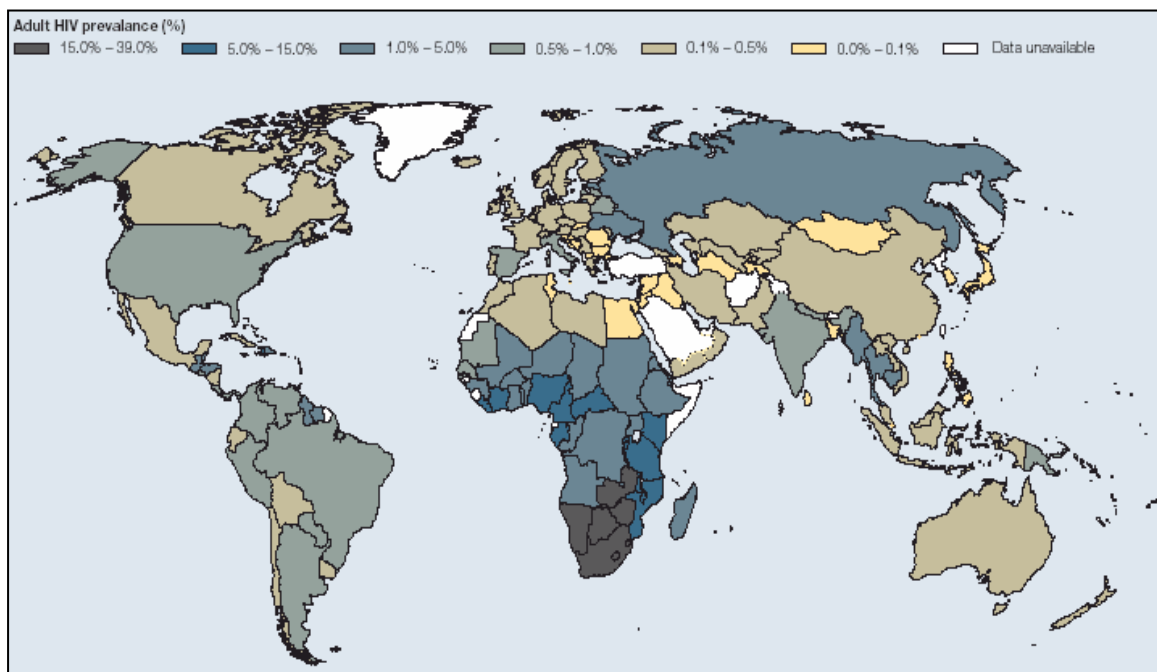 Adult HIV prevalance (%)
15.0% – 39.0% 5.0% – 15.0% 1.0% – 5.0% 0.5% – 1.0% 0.1% – 0.5% 0.0% – 0.1% Data unavailable